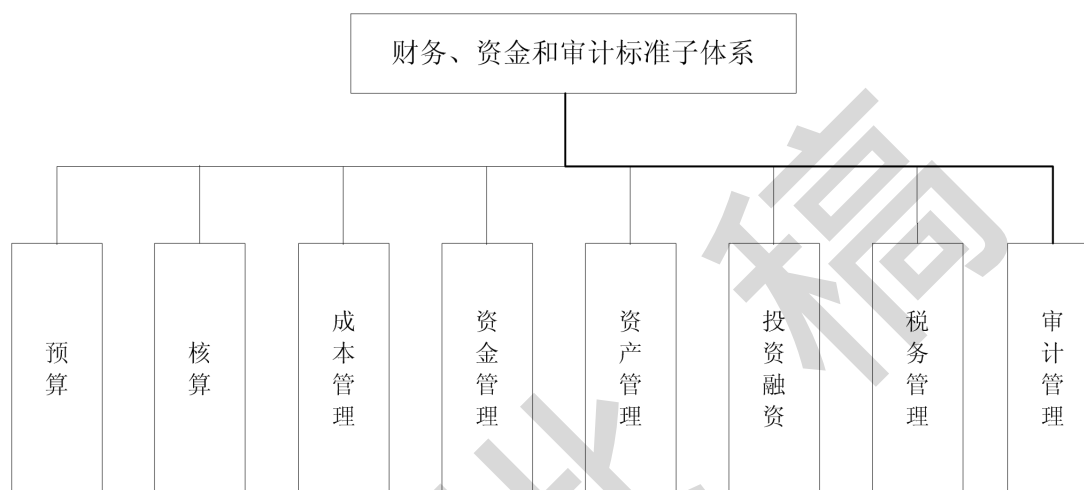 财务、资金和审计标准子体系
预算
核算
成本管理
资金管理
资产管理
投资融资
税务管理
审计管理
稿